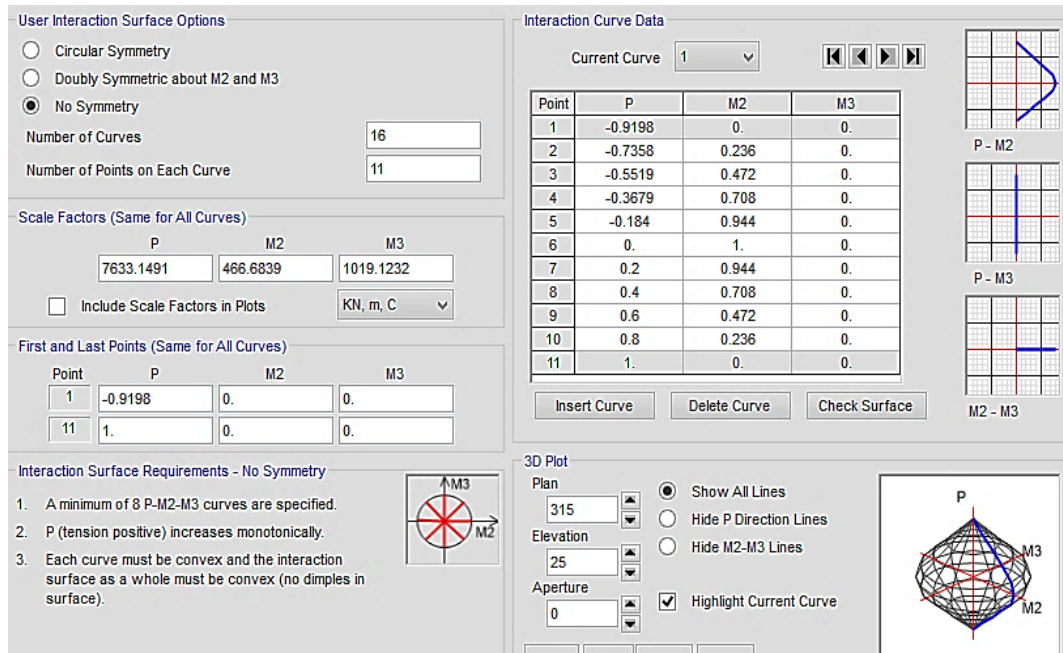 User Interaction Surface Options
Circular Symmetry
Doubly Symmetric about M2 and M3
No Symmetry
Number of Curves 16
Number of Points on Each Curve 11
Scale Factors (Same for All Curves)
P M2 M3
7633.1491 466.6839 1019.1232
Include Scale Factors in Plots KN, m, C
First and Last Points (Same for All Curves)
Point P M2 M3
1 -0.9198 0. 0.
11 1. 0. 0.
Interaction Surface Requirements - No Symmetry
1. A minimum of 8 P-M2-M3 curves are specified.
2. P (tension positive) increases monotonically.
3. Each curve must be convex and the interaction
surface as a whole must be convex (no dimples in
surface).
M3
M2
Interaction Curve Data
Current Curve 1
Point P M2 M3
1 -0.9198 0. 0.
2 -0.7358 0.236 0.
3 -0.5519 0.472 0.
4 -0.3679 0.708 0.
5 -0.184 0.944 0.
6 0. 1. 0.
7 0.2 0.944 0.
8 0.4 0.708 0.
9 0.6 0.472 0.
10 0.8 0.236 0.
11 1. 0. 0.
Insert Curve Delete Curve Check Surface
P - M2
P - M3
M2 - M3
3D Plot
Plan
315
Elevation
25
Aperture
0
Show All Lines
Hide P Direction Lines
Hide M2-M3 Lines
Highlight Current Curve
P
M3
M2